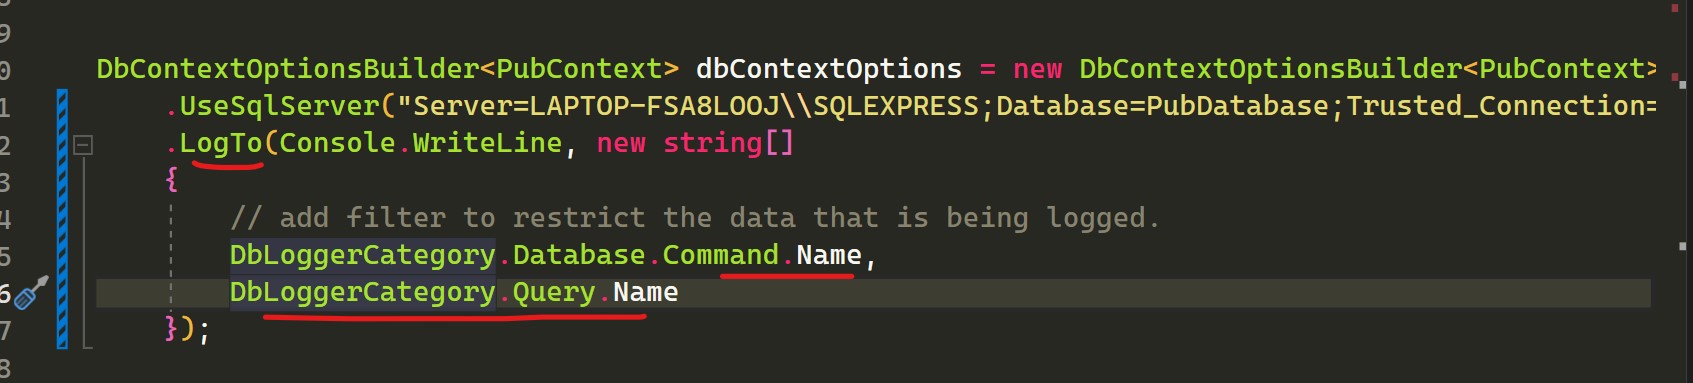 9
0 DbContextOptionsBuilder<PubContext> dbContextOptions = new DbContextOptionsBuilder<PubContext>
1 .UseSqlServer("Server=LAPTOP-FSA8LOOJ\\SQLEXPRESS;Database=PubDatabase;Trusted_Connection=
2 .LogTo(Console.WriteLine, new string[]
3 {
4 // add filter to restrict the data that is being logged.
5 DbLoggerCategory.Database.Command.Name,
6 DbLoggerCategory.Query.Name
7 });
8